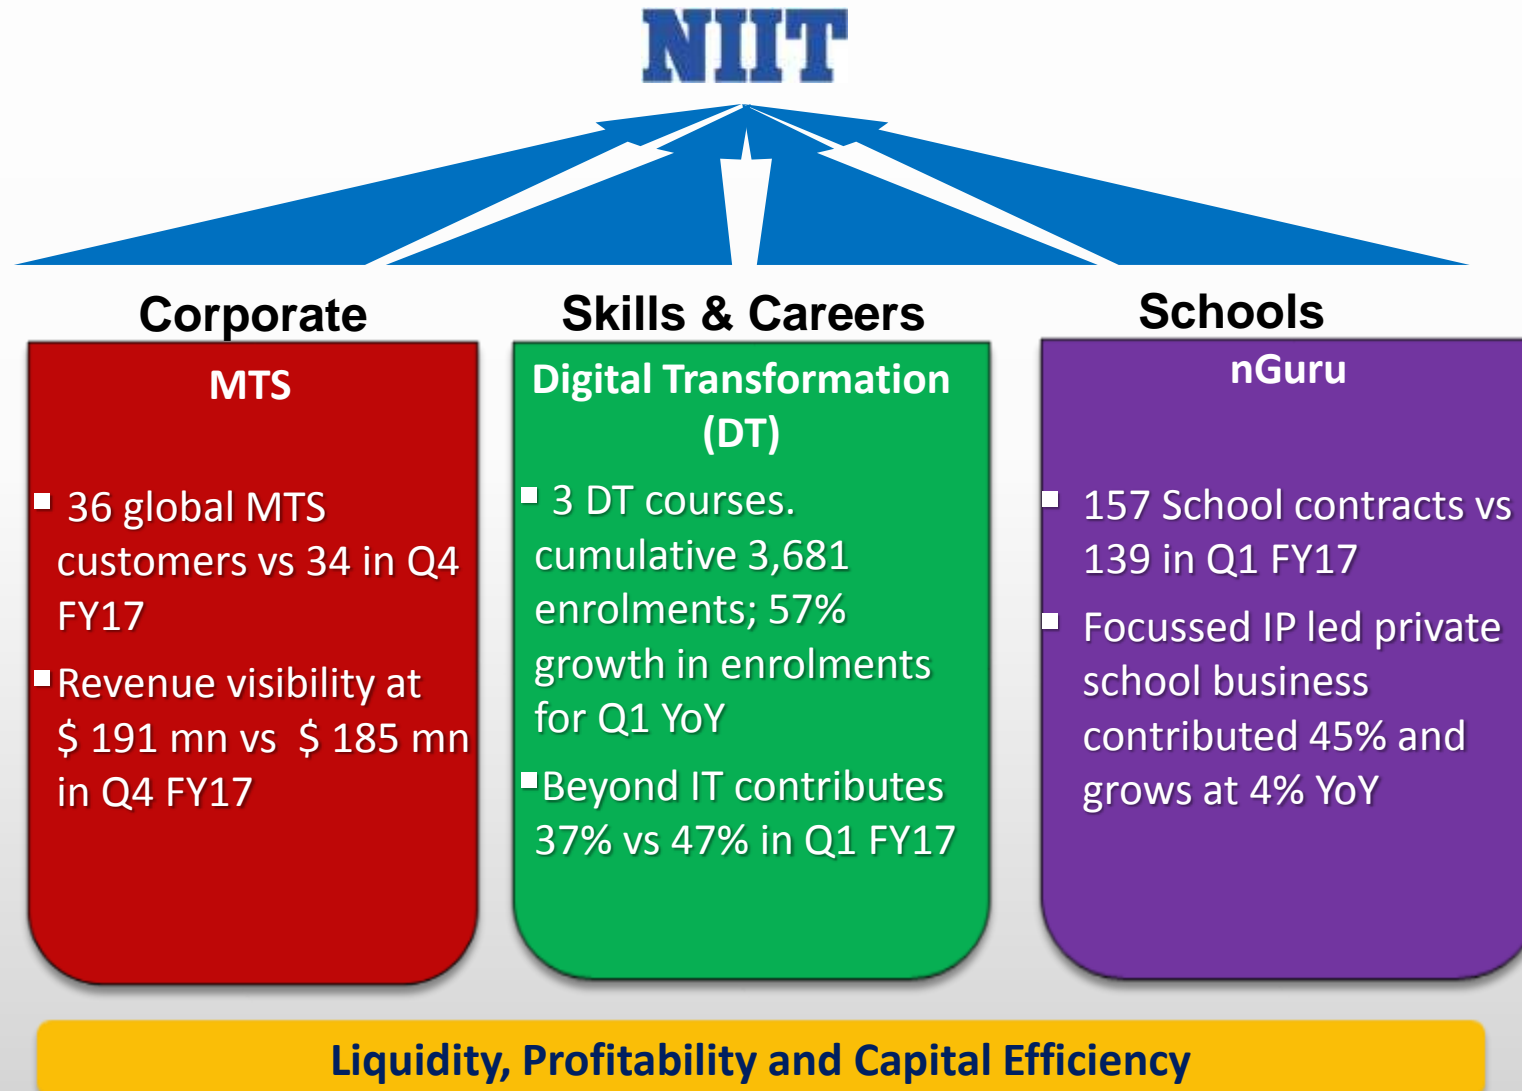 NIIT
Corporate
MTS
▪ 36 global MTS
customers vs 34 in Q4
FY17
▪ Revenue visibility at
$ 191 mn vs $ 185 mn
in Q4 FY17
Skills & Careers
Digital Transformation
(DT)
▪ 3 DT courses.
cumulative 3,681
enrolments; 57%
growth in enrolments
for Q1 YoY
▪ Beyond IT contributes
37% vs 47% in Q1 FY17
Schools
nGuru
▪ 157 School contracts vs
139 in Q1 FY17
▪ Focussed IP led private
school business
contributed 45% and
grows at 4% YoY
Liquidity, Profitability and Capital Efficiency